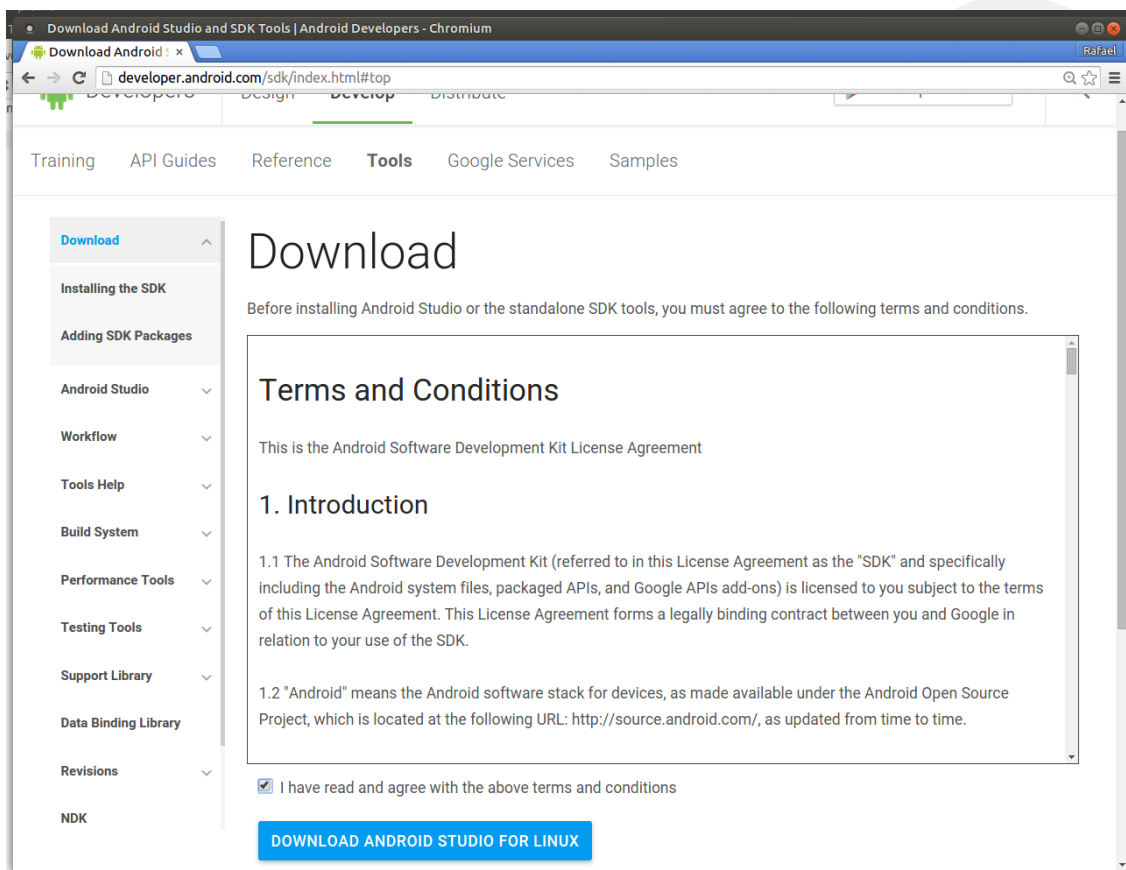 Download Android Studio and SDK Tools | Android Developers - Chromium
Download Android S
Rafael
developer.android.com/sdk/index.html#top
Developers Design Develop Distribute
Training API Guides Reference Tools Google Services Samples
Download
Installing the SDK
Adding SDK Packages
Android Studio
Workflow
Tools Help
Build System
Performance Tools
Testing Tools
Support Library
Data Binding Library
Revisions
NDK
Download
Before installing Android Studio or the standalone SDK tools, you must agree to the following terms and conditions.
Terms and Conditions
This is the Android Software Development Kit License Agreement
1. Introduction
1.1 The Android Software Development Kit (referred to in this License Agreement as the "SDK" and specifically
including the Android system files, packaged APIs, and Google APIs add-ons) is licensed to you subject to the terms
of this License Agreement. This License Agreement forms a legally binding contract between you and Google in
relation to your use of the SDK.
1.2 "Android" means the Android software stack for devices, as made available under the Android Open Source
Project, which is located at the following URL: http://source.android.com/, as updated from time to time.
I have read and agree with the above terms and conditions
DOWNLOAD ANDROID STUDIO FOR LINUX